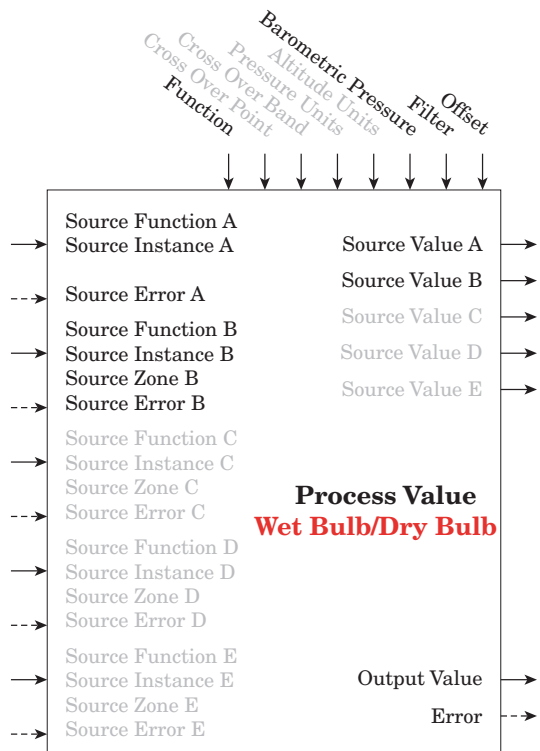 Function
Cross Over Point
Cross Over Band
Pressure Units
Altitude Units
Barometric Pressure
Filter
Offset
Source Function A
Source Instance A
Source Error A
Source Function B
Source Instance B
Source Zone B
Source Error B
Source Function C
Source Instance C
Source Zone C
Source Error C
Source Function D
Source Instance D
Source Zone D
Source Error D
Source Function E
Source Instance E
Source Zone E
Source Error E
Source Value A
Source Value B
Source Value C
Source Value D
Source Value E
Process Value
Wet Bulb/Dry Bulb
Output Value
Error